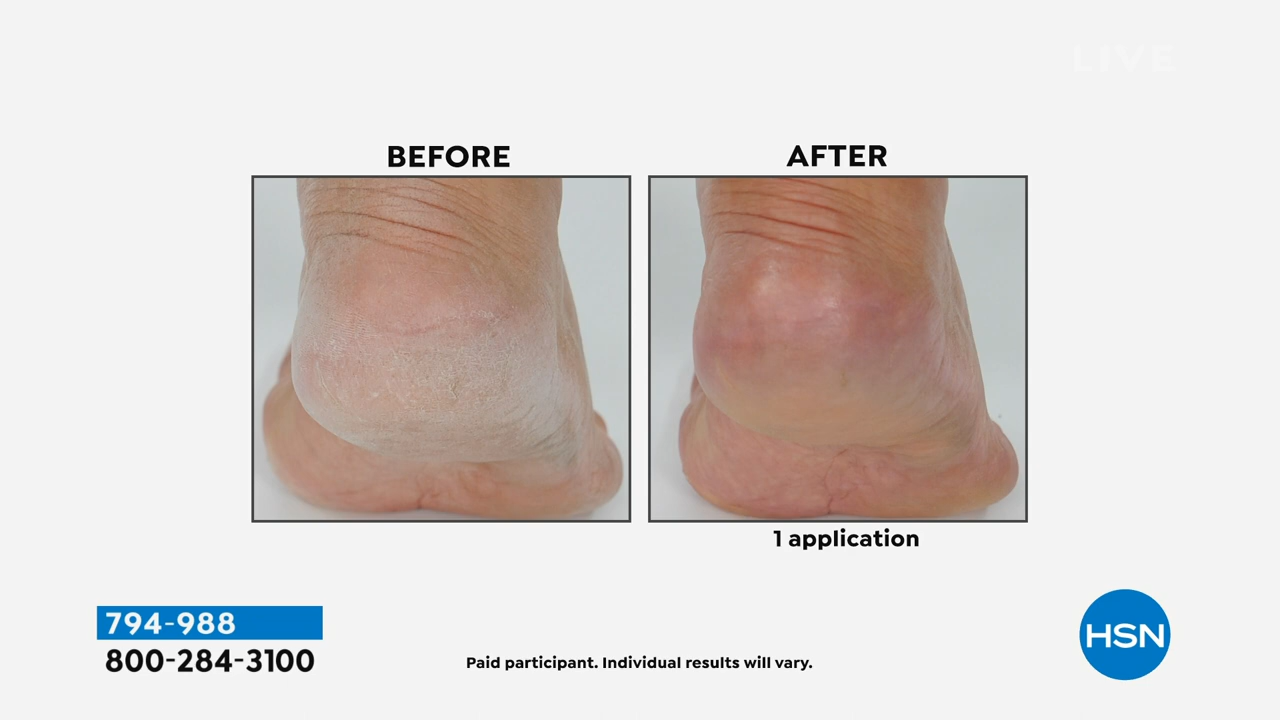 LIVE
BEFORE
AFTER
1 application
794-988
800-284-3100
Paid participant. Individual results will vary.
HSN